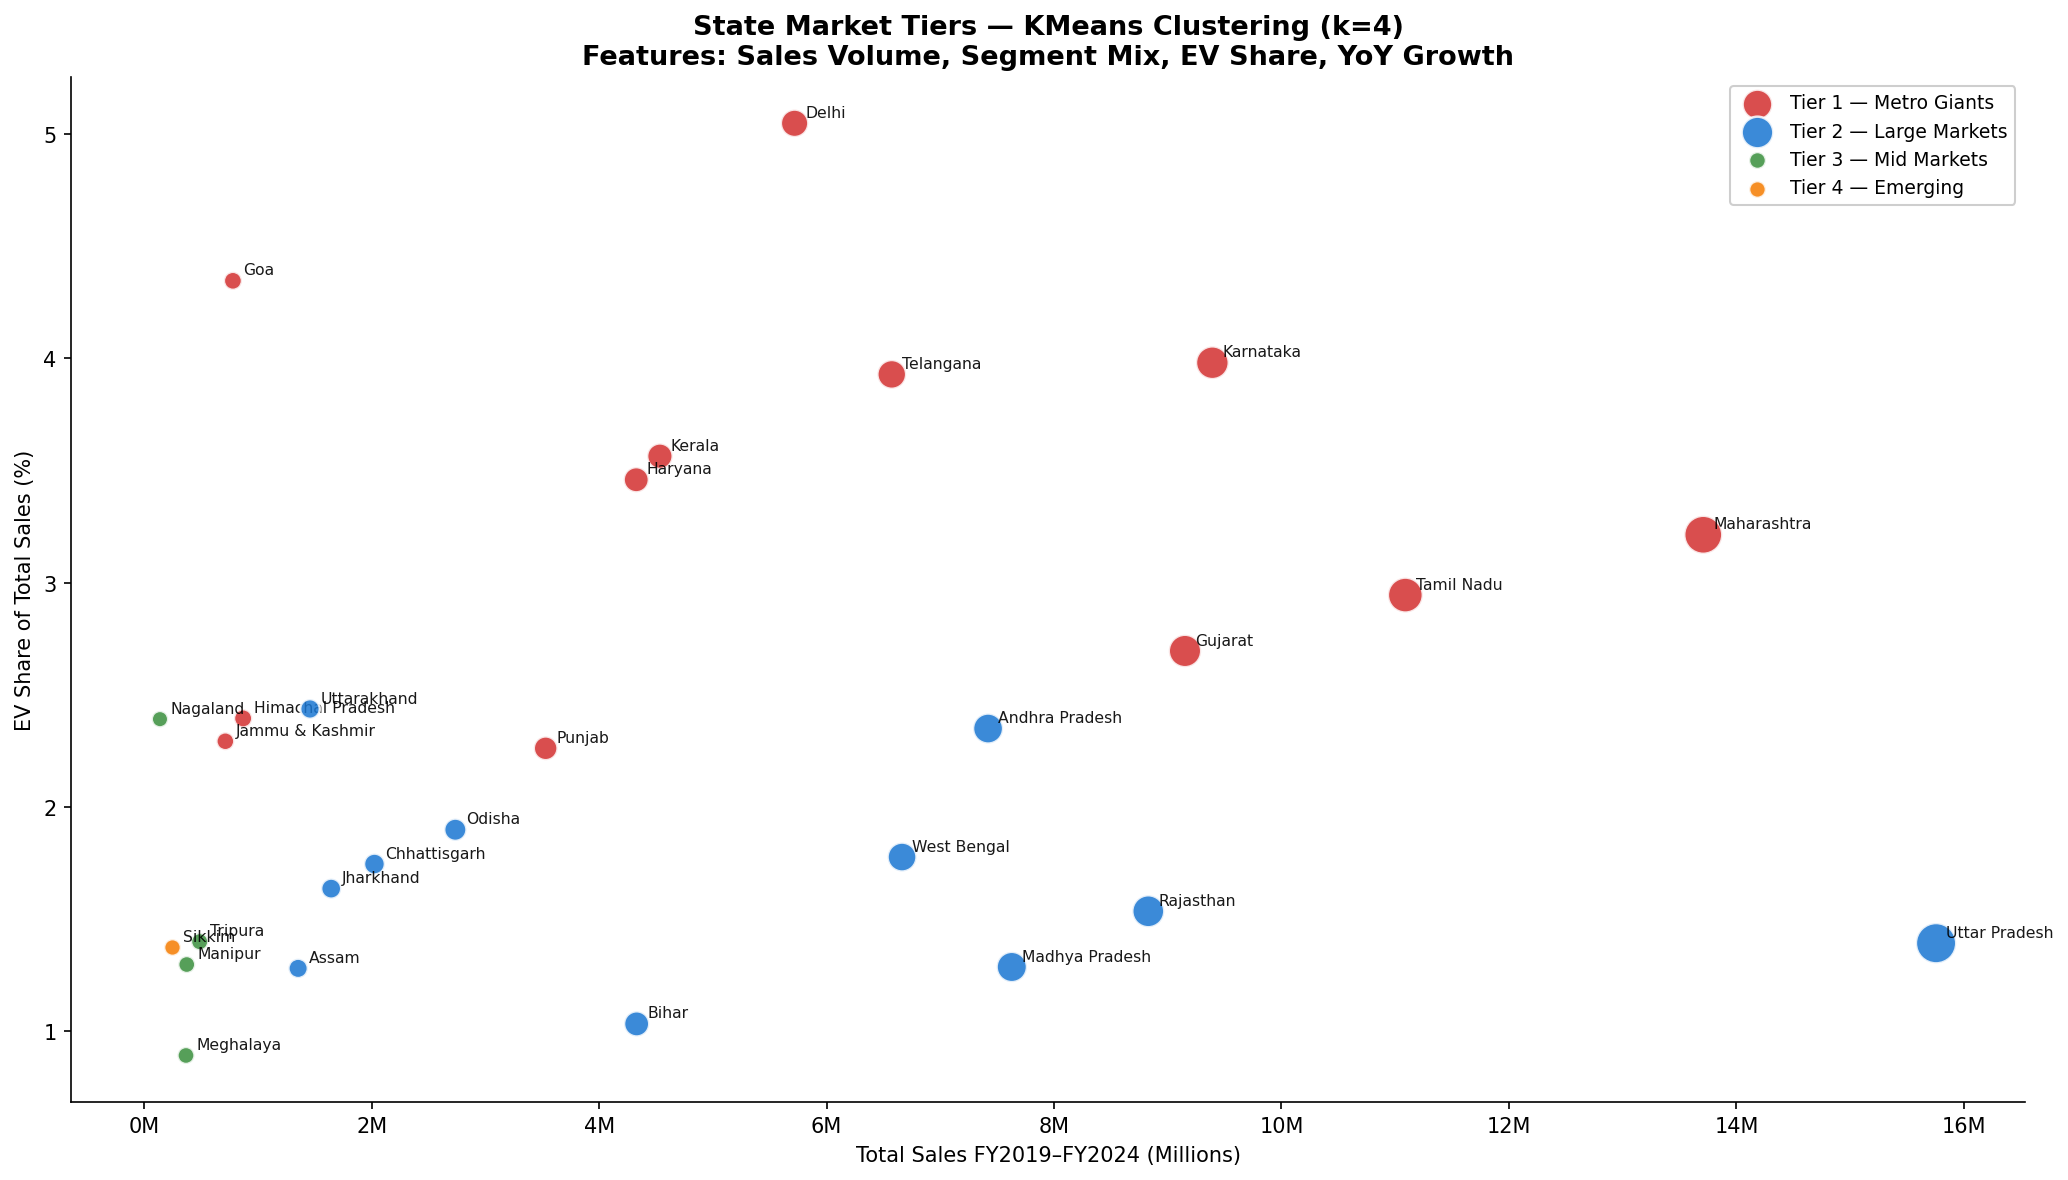 State Market Tiers — KMeans Clustering (k=4)
Features: Sales Volume, Segment Mix, EV Share, YoY Growth
Tier 1 — Metro Giants
Tier 2 — Large Markets
Tier 3 — Mid Markets
Tier 4 — Emerging
EV Share of Total Sales (%)
5
4
3
2
1
Delhi
Goa
Karnataka
Telangana
Kerala
Haryana
Maharashtra
Tamil Nadu
Gujarat
Uttarakhand
Nagaland
Himachal Pradesh
Jammu & Kashmir
Andhra Pradesh
Punjab
Odisha
Chhattisgarh
West Bengal
Jharkhand
Rajasthan
Tripura
Sikkim
Uttar Pradesh
Manipur
Assam
Madhya Pradesh
Bihar
Meghalaya
0M
2M
4M
6M
8M
10M
12M
14M
16M
Total Sales FY2019–FY2024 (Millions)